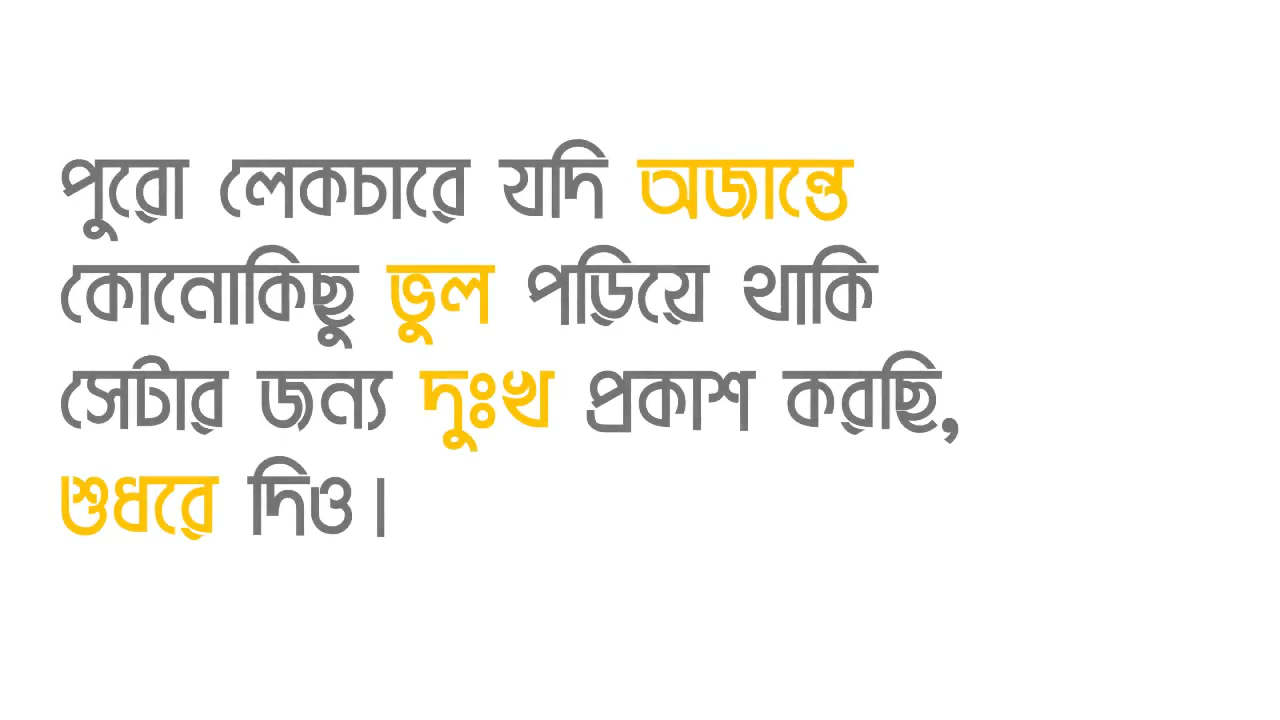 পুরো লেকচারে যদি অজান্তে
কোনোকিছু ভুল পড়িয়ে থাকি
সেটার জন্য দুঃখ প্রকাশ করছি,
শুধরে দিও।